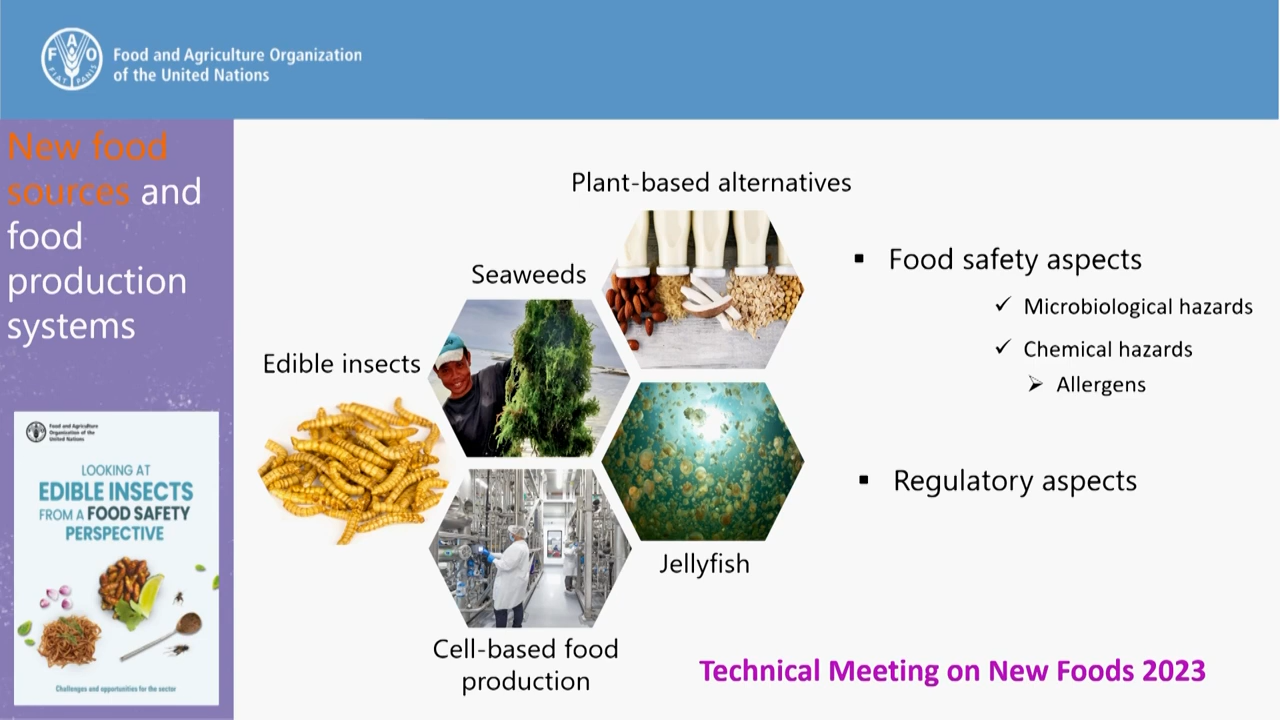 FAO
FIAT PANIS
Food and Agriculture Organization
of the United Nations
New food
sources and
food
production
systems
Food and Agriculture
Organization of the
United Nations
LOOKING AT
EDIBLE INSECTS
FROM A FOOD SAFETY
PERSPECTIVE
Challenges and opportunities for the sector
Plant-based alternatives
Seaweeds
Edible insects
Jellyfish
Cell-based food
production
▪ Food safety aspects
✓ Microbiological hazards
✓ Chemical hazards
➢ Allergens
▪ Regulatory aspects
Technical Meeting on New Foods 2023